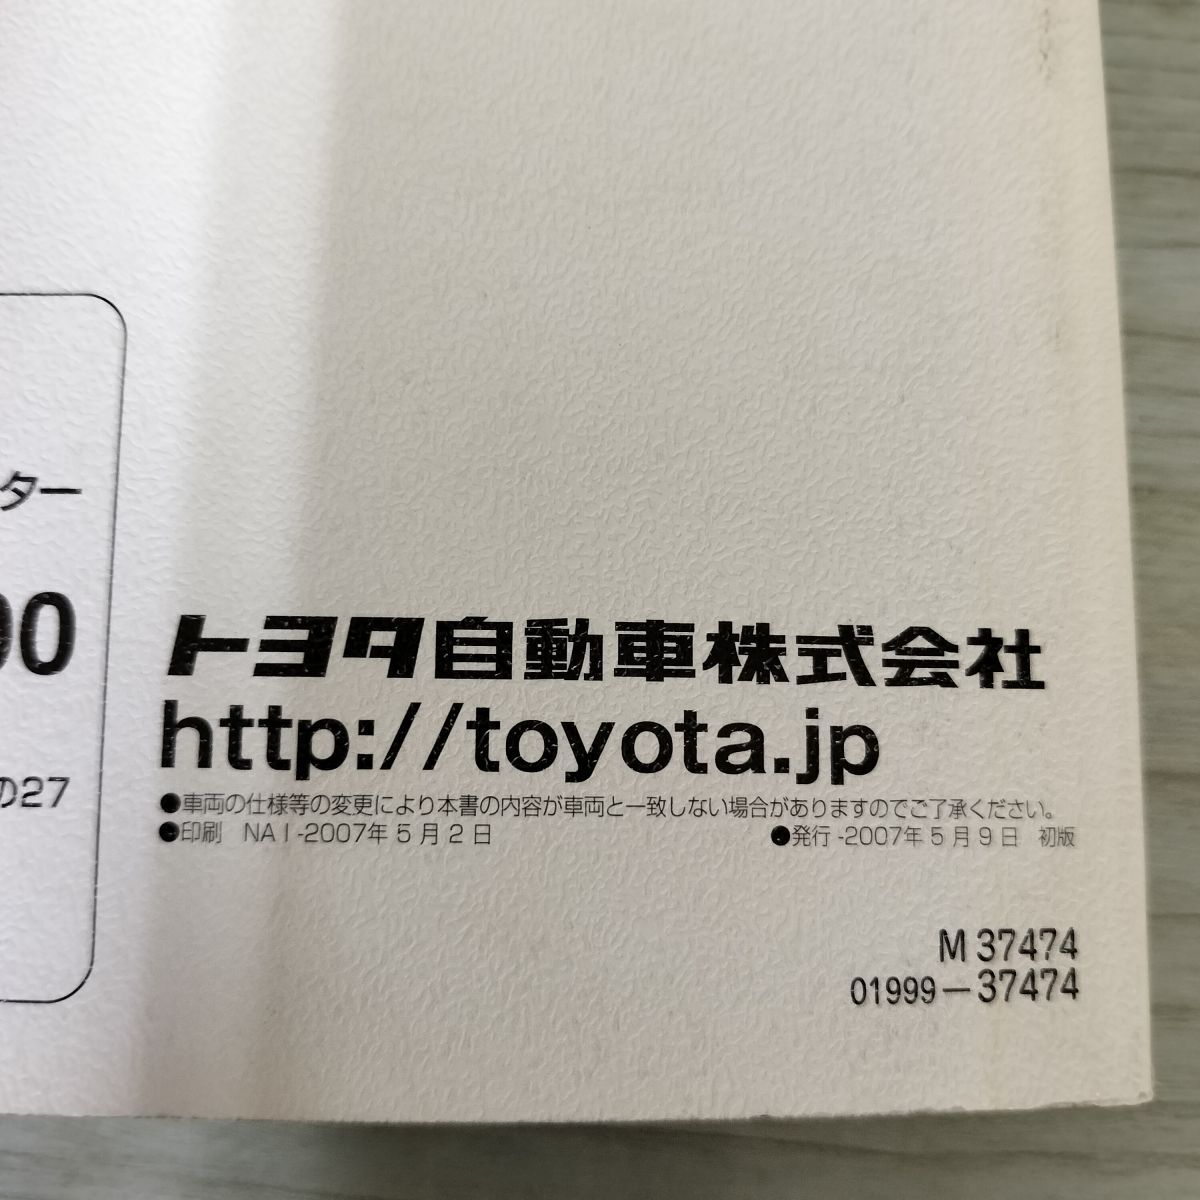 ター
00
の27
トヨタ自動車株式会社
http://toyota.jp
●車両の仕様等の変更により本書の内容が車両と一致しない場合がありますのでご了承ください。
●印刷 NAI-2007年5月2日 ●発行-2007年5月9日 初版
M 37474
01999-37474